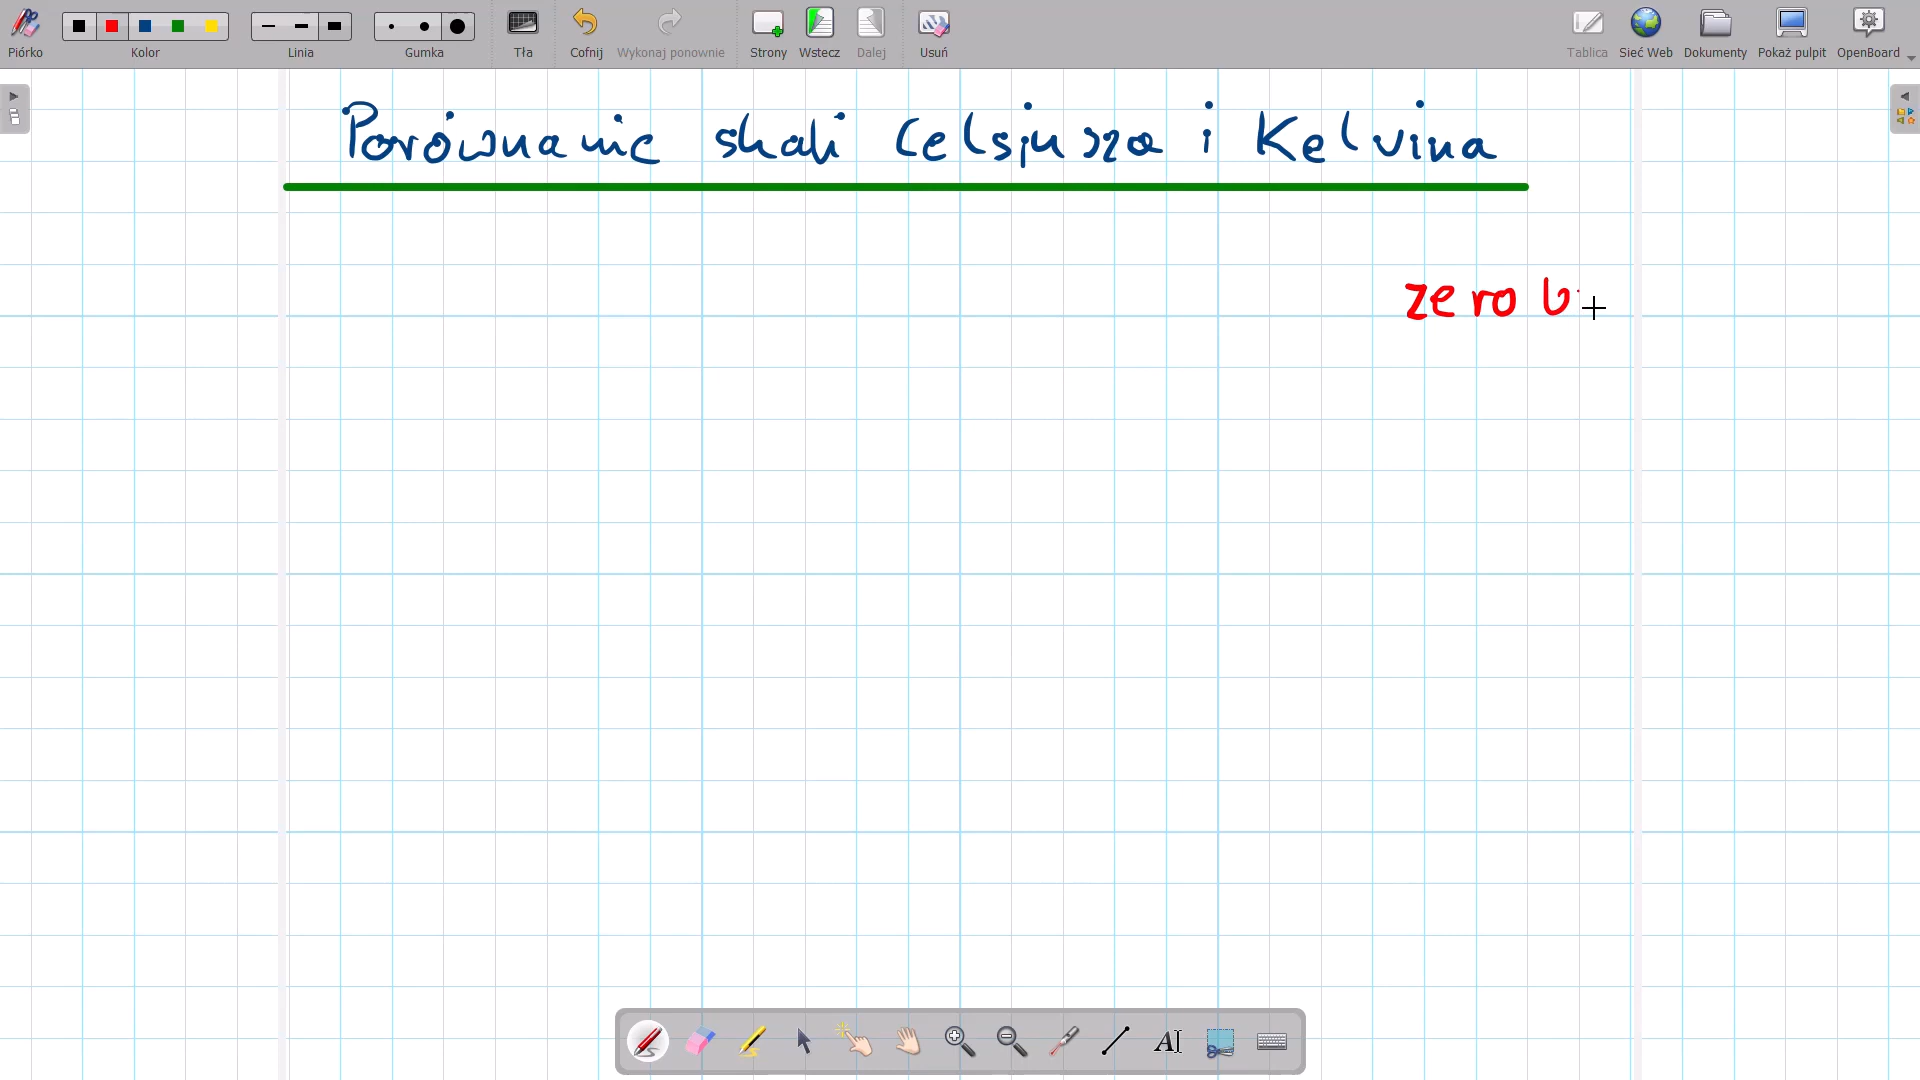 Piórko
Kolor
Linia
Gumka
Tła
Cofnij
Wykonaj ponownie
Strony
Wstecz
Dalej
Usuń
Tablica
Sieć Web
Dokumenty
Pokaż pulpit
OpenBoard
Porównanie skali Celsjusza i Kelvina
zero b